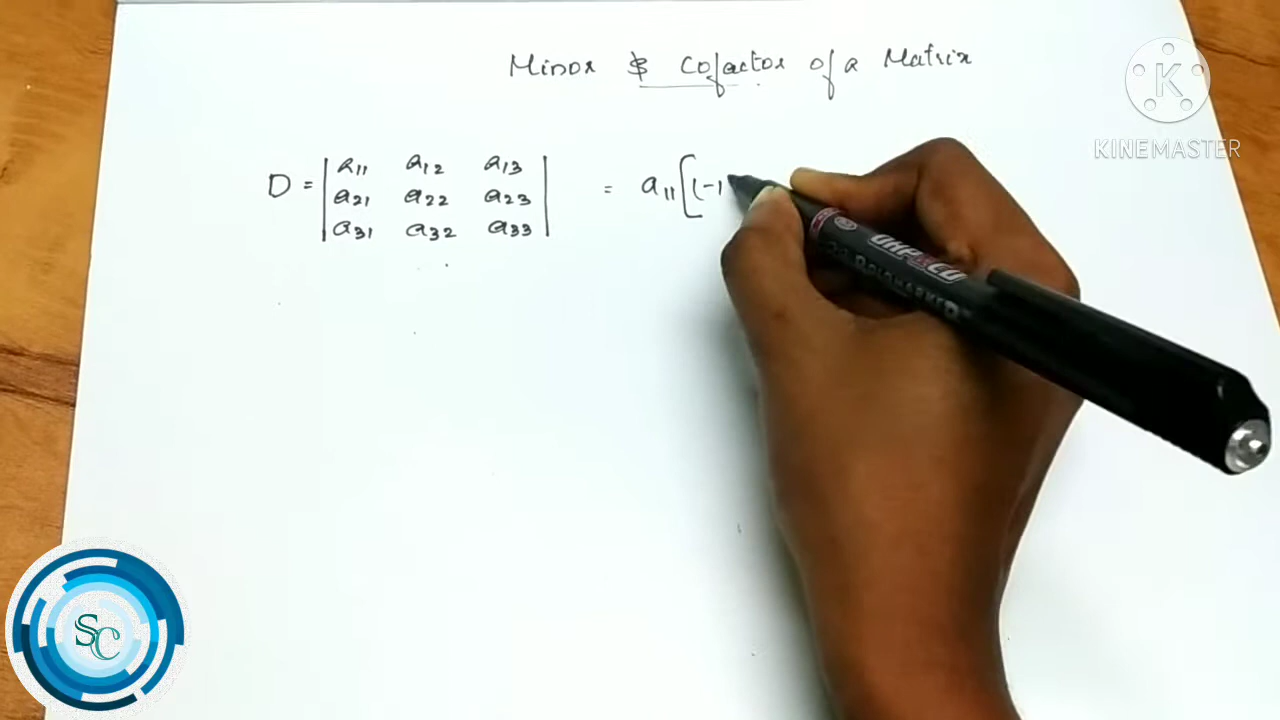 Minor & Cofactor of a Matrix
D = | a11 a12 a13 | = a11 [(-1
a21 a22 a23
a31 a32 a33
K
KINEMASTER
SC